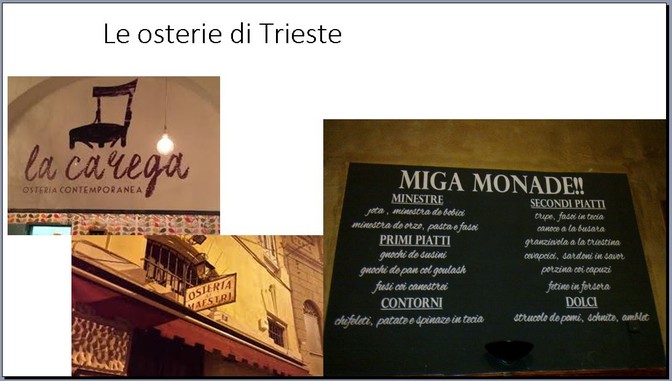 Le osterie di Trieste
la carega
OSTERIA CONTEMPORANEA
OSTERIA
MAESTRI
MIGA MONADE!!
MINESTRE
jota, minestra de bobici
minestra de orzo, pasta e fasoi
PRIMI PIATTI
gnochi de susini
gnochi de pan col goulash
fusi coi canestrei
CONTORNI
chifeleti, patate e spinaze in tecia
SECONDI PIATTI
tripe, fasoi in tecia
canoce a la busara
granzievola a la triestina
cevapcici, sardoni in savor
porzina coi capuzi
fetine in forsora
DOLCI
strucolo de pomi, schnite, amblet